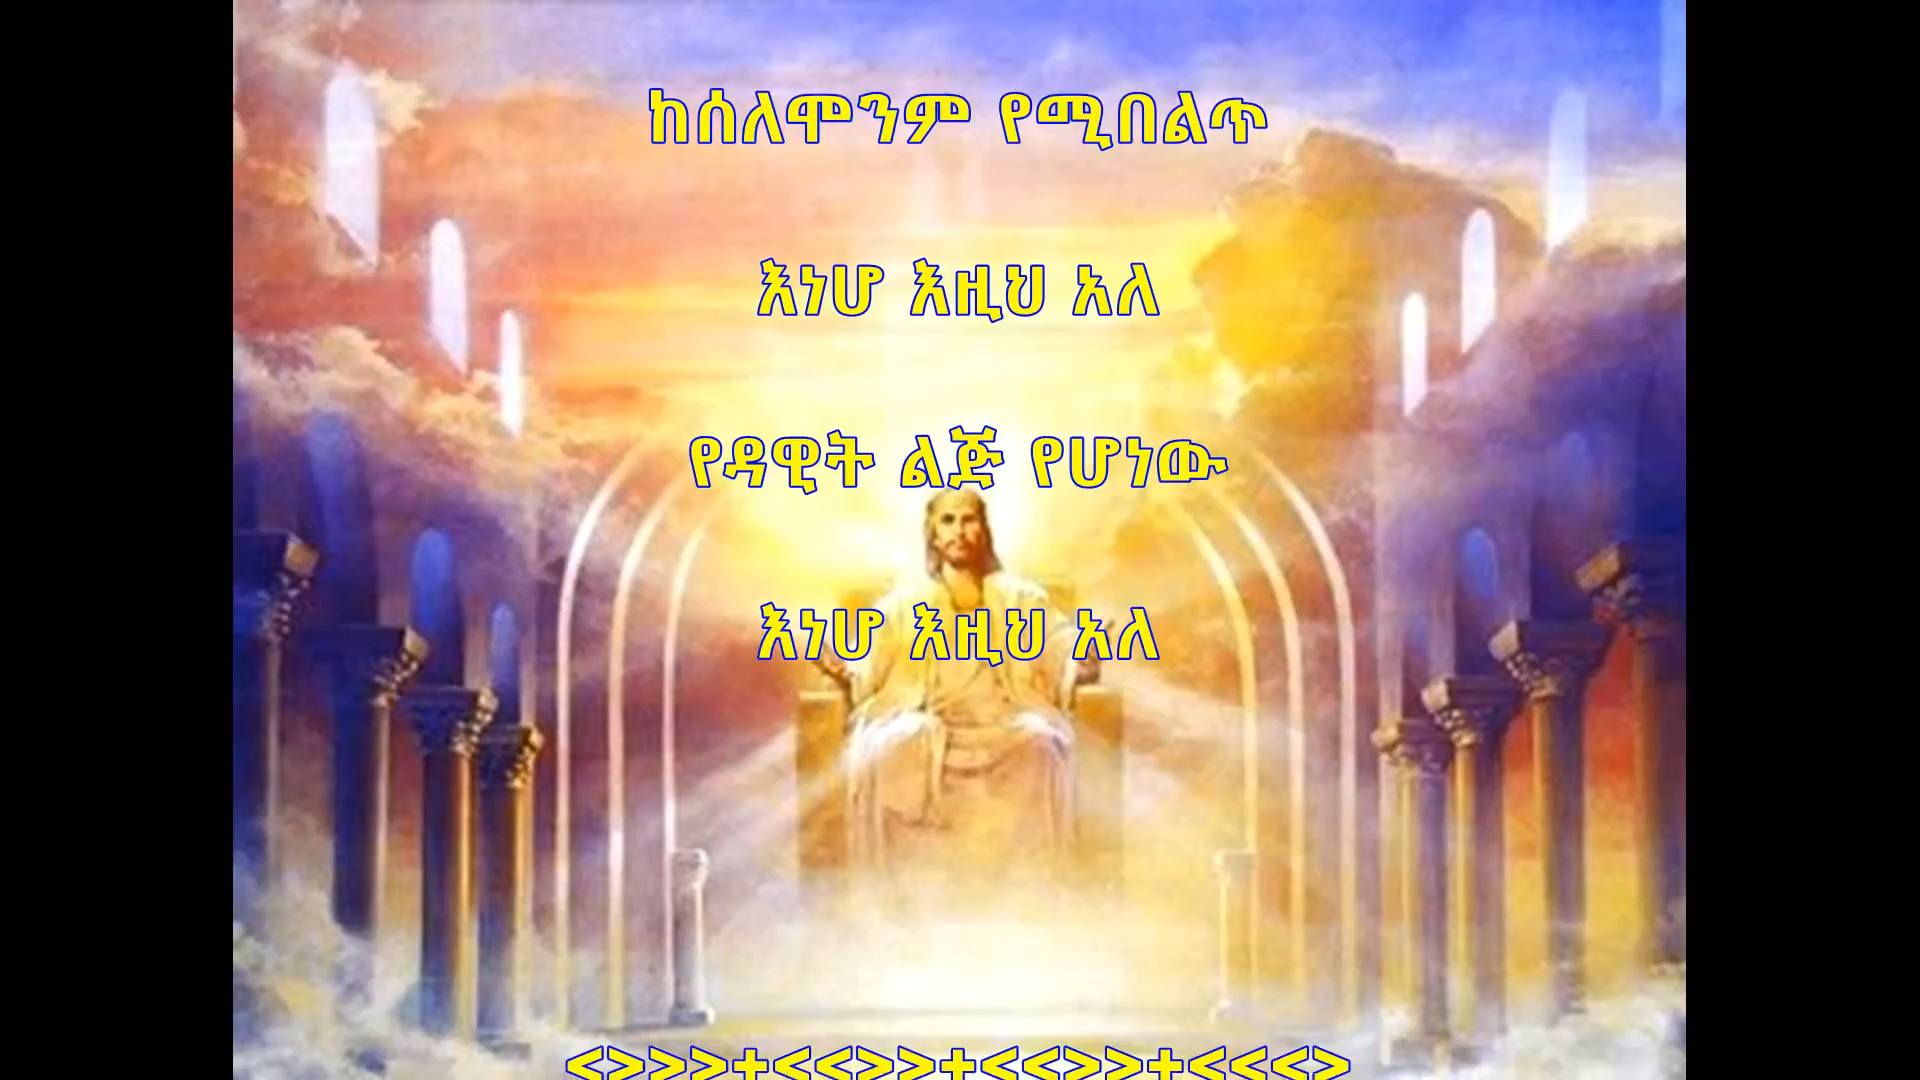 ከሰለሞንም የሚበልጥ
እነሆ እዚህ አለ
የዳዊት ልጅ የሆነው
እነሆ እዚህ አለ
<>>>+<<>>+<<>>+<<<>